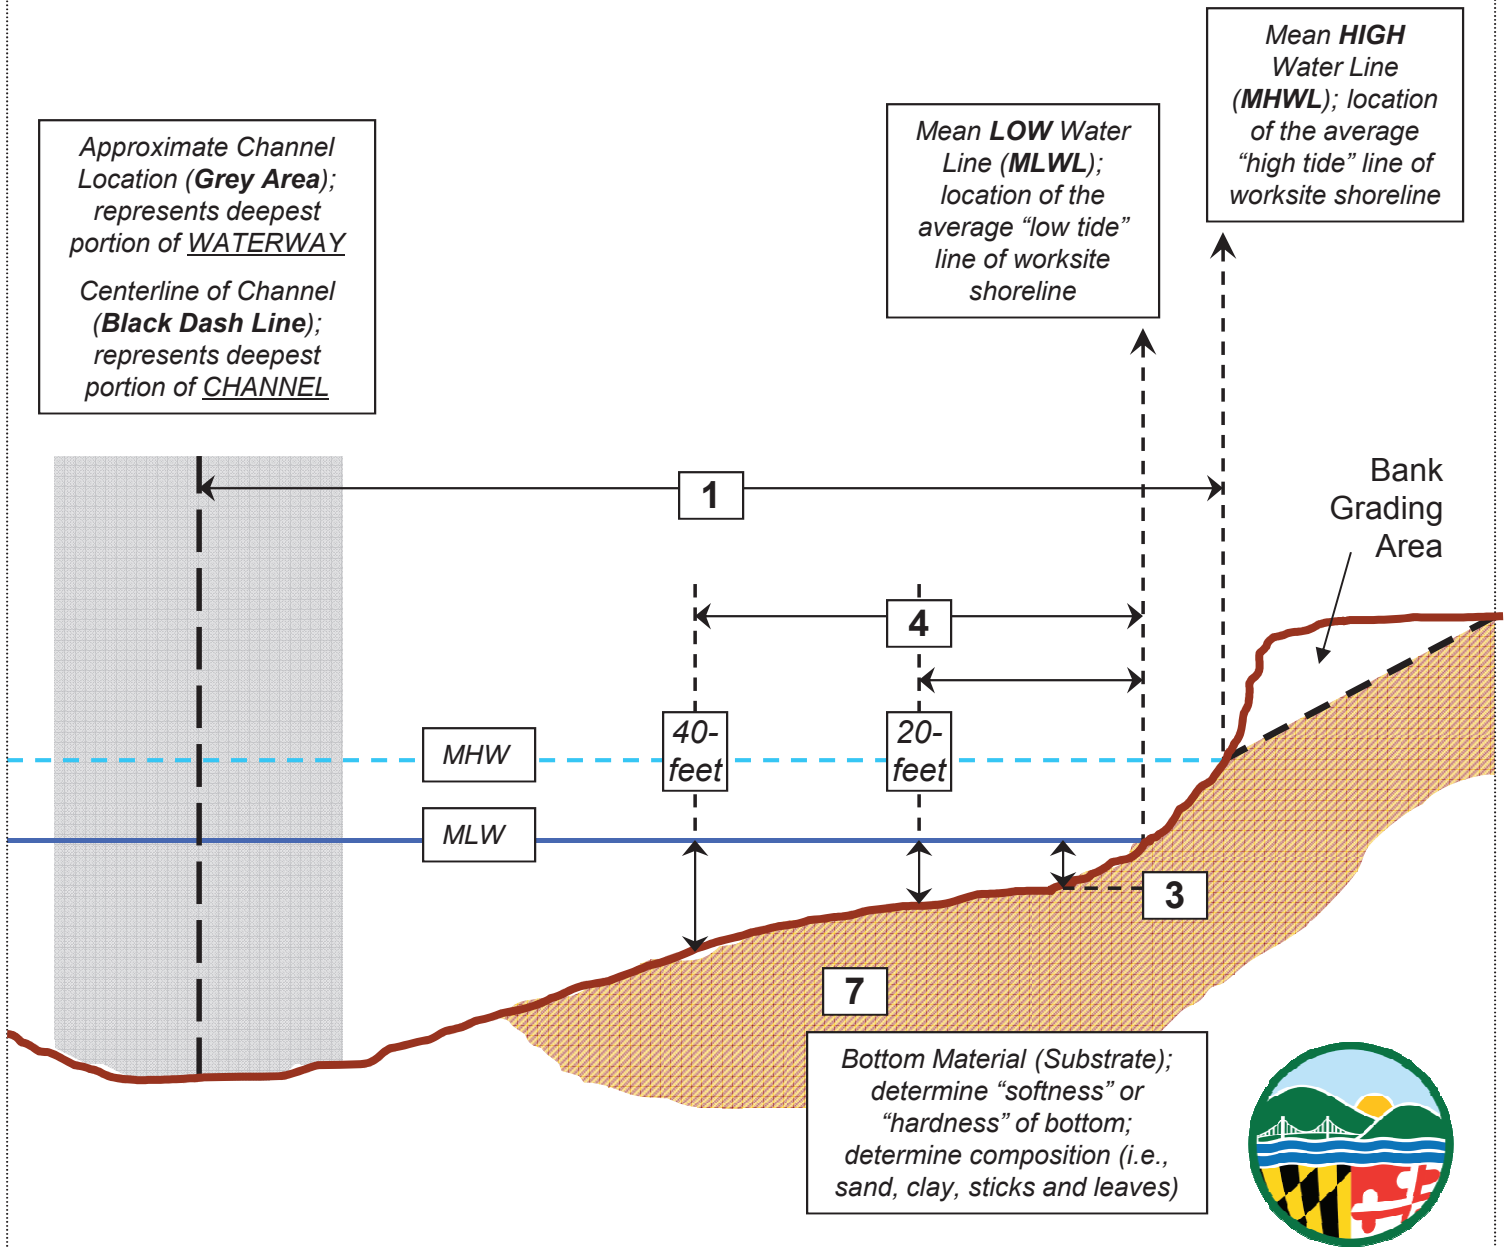 Mean HIGH
Water Line
(MHWL); location
of the average
“high tide” line of
worksite shoreline
Mean LOW Water
Line (MLWL);
location of the
average “low tide”
line of worksite
shoreline
Approximate Channel
Location (Grey Area);
represents deepest
portion of WATERWAY
Centerline of Channel
(Black Dash Line);
represents deepest
portion of CHANNEL
1
Bank
Grading
Area
4
40-
feet
20-
feet
MHW
MLW
3
7
Bottom Material (Substrate);
determine “softness” or
“hardness” of bottom;
determine composition (i.e.,
sand, clay, sticks and leaves)